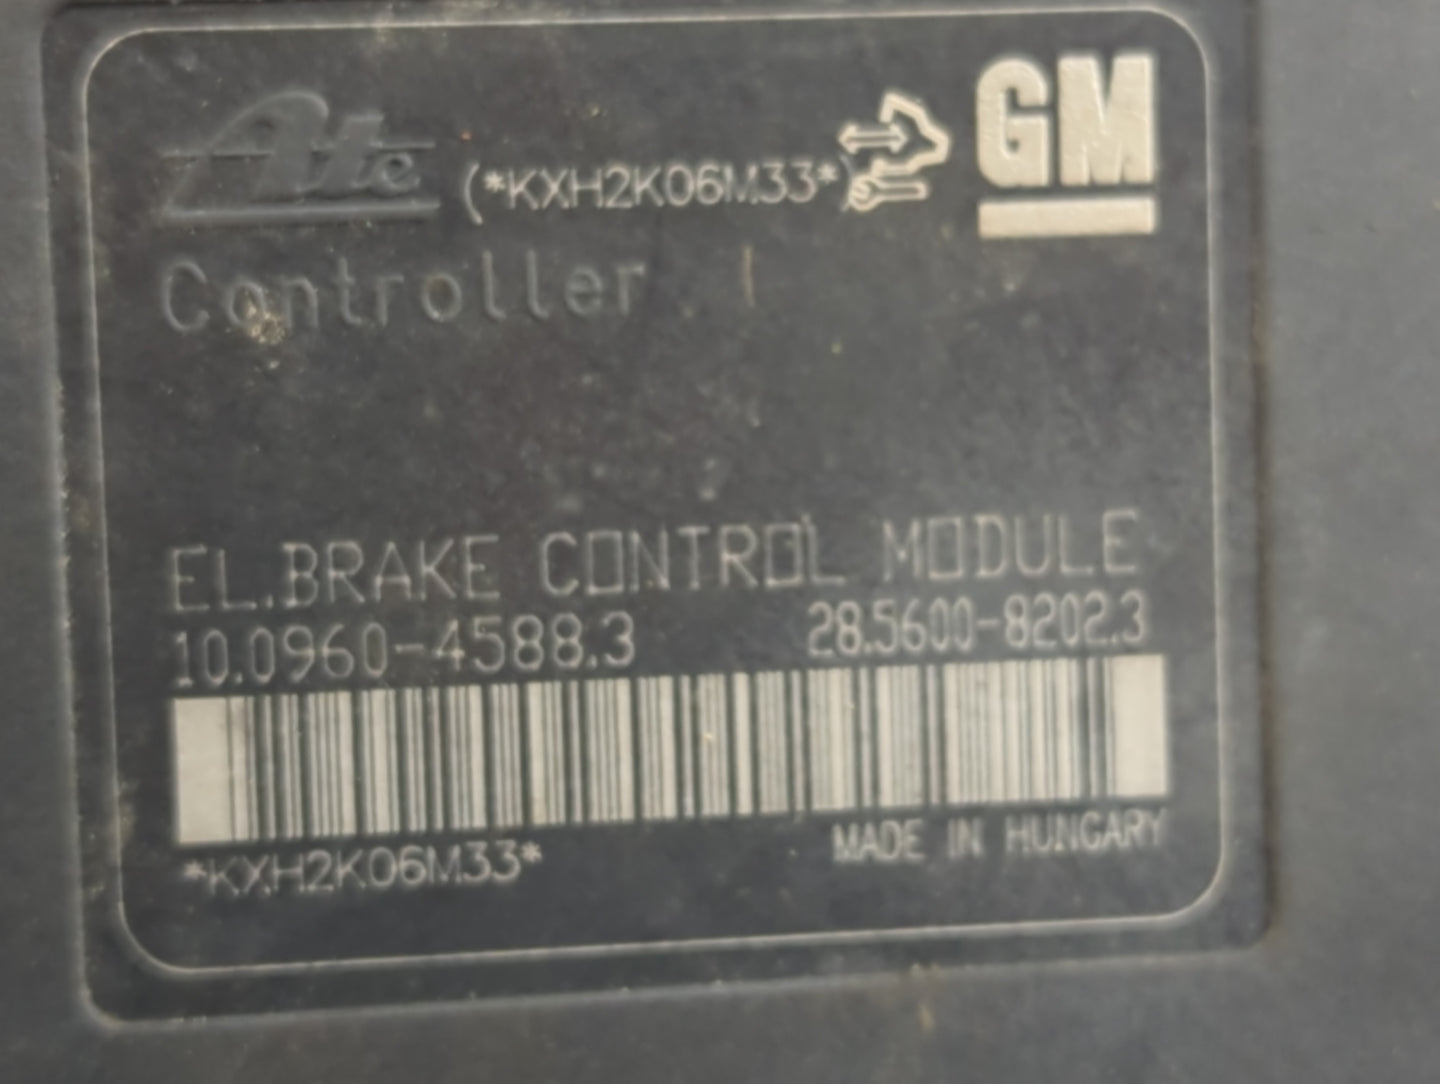 Ate (*KXH2K06M33*) GM
Controller
EL.BRAKE CONTROL MODULE
10.0960-4588.3 28.5600-8202.3
*KXH2K06M33* MADE IN HUNGARY